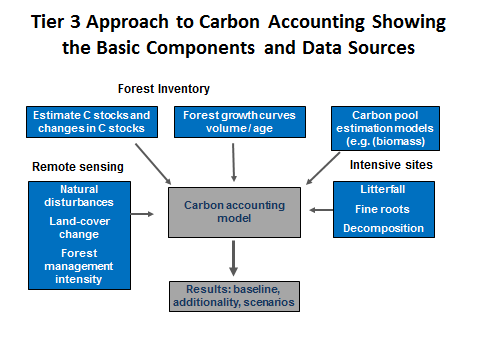 Tier 3 Approach to Carbon Accounting Showing
the Basic Components and Data Sources
Forest Inventory
Estimate C stocks and
changes in C stocks
Forest growth curves
volume / age
Carbon pool
estimation models
(e.g. (biomass)
Remote sensing
Intensive sites
Natural
disturbances
Land-cover
change
Forest
management
intensity
Carbon accounting
model
Litterfall
Fine roots
Decomposition
Results: baseline,
additionality, scenarios